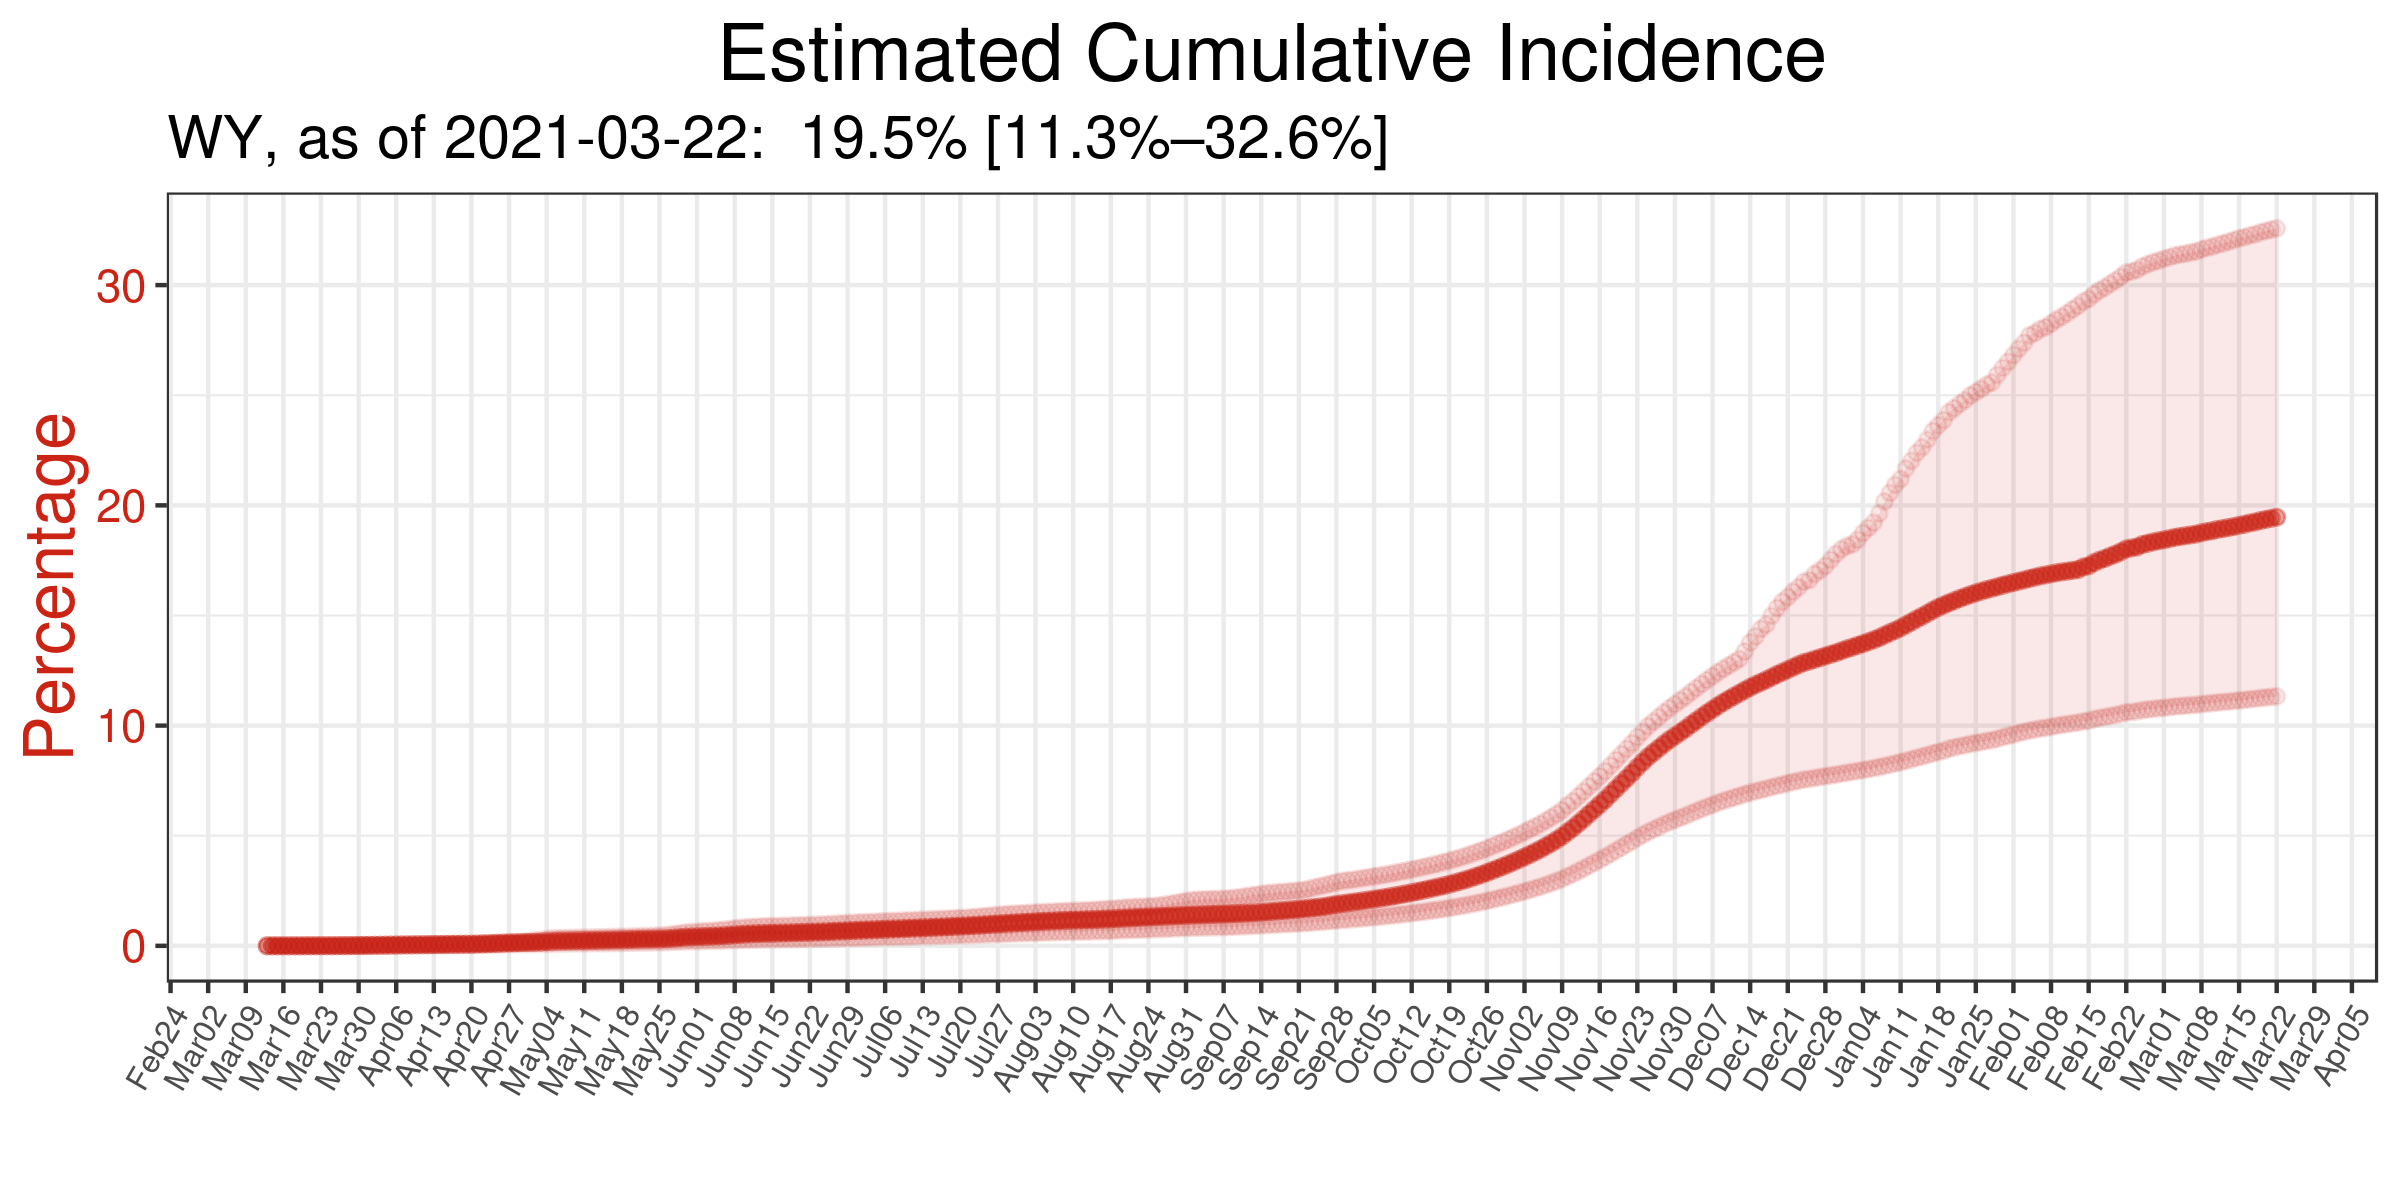 Estimated Cumulative Incidence
WY, as of 2021-03-22:  19.5% [11.3%–32.6%]
Percentage
30
20
10
0
Feb24
Mar02
Mar09
Mar16
Mar23
Mar30
Apr06
Apr13
Apr20
Apr27
May04
May11
May18
May25
Jun01
Jun08
Jun15
Jun22
Jun29
Jul06
Jul13
Jul20
Jul27
Aug03
Aug10
Aug17
Aug24
Aug31
Sep07
Sep14
Sep21
Sep28
Oct05
Oct12
Oct19
Oct26
Nov02
Nov09
Nov16
Nov23
Nov30
Dec07
Dec14
Dec21
Dec28
Jan04
Jan11
Jan18
Jan25
Feb01
Feb08
Feb15
Feb22
Mar01
Mar08
Mar15
Mar22
Mar29
Apr05